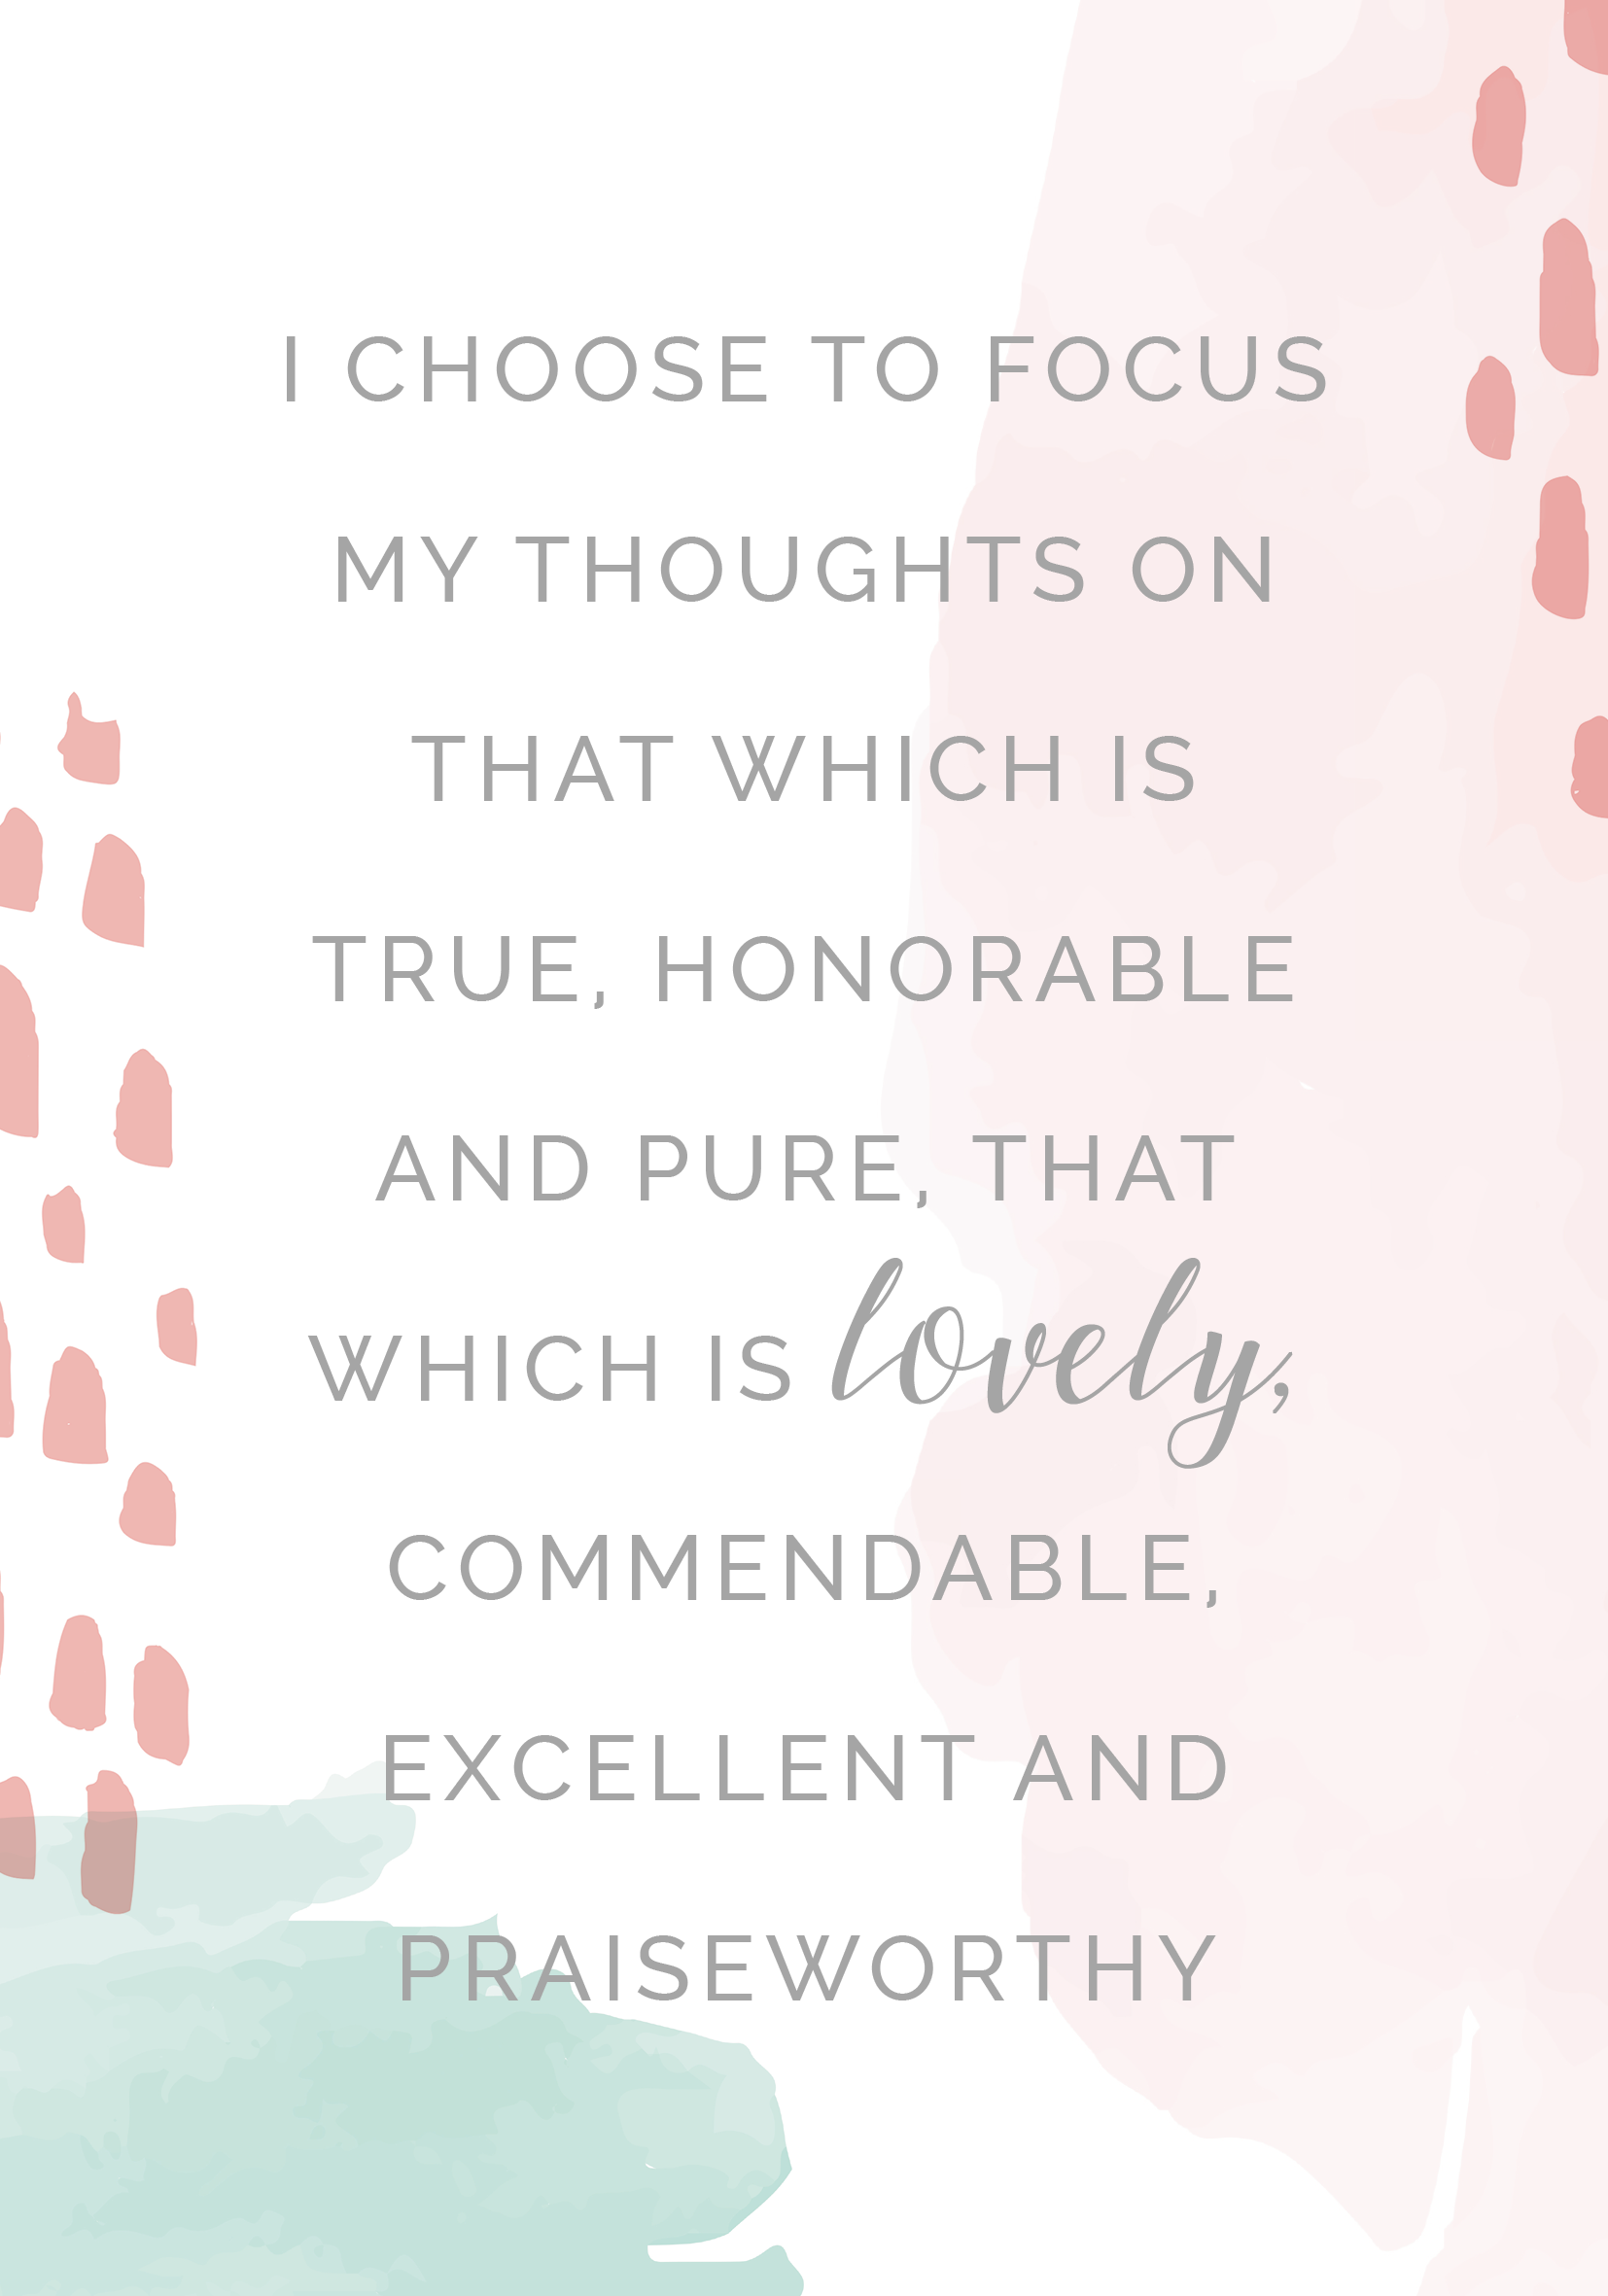 I CHOOSE TO FOCUS
MY THOUGHTS ON
THAT WHICH IS
TRUE, HONORABLE
AND PURE, THAT
WHICH IS lovely,
COMMENDABLE,
EXCELLENT AND
PRAISEWORTHY